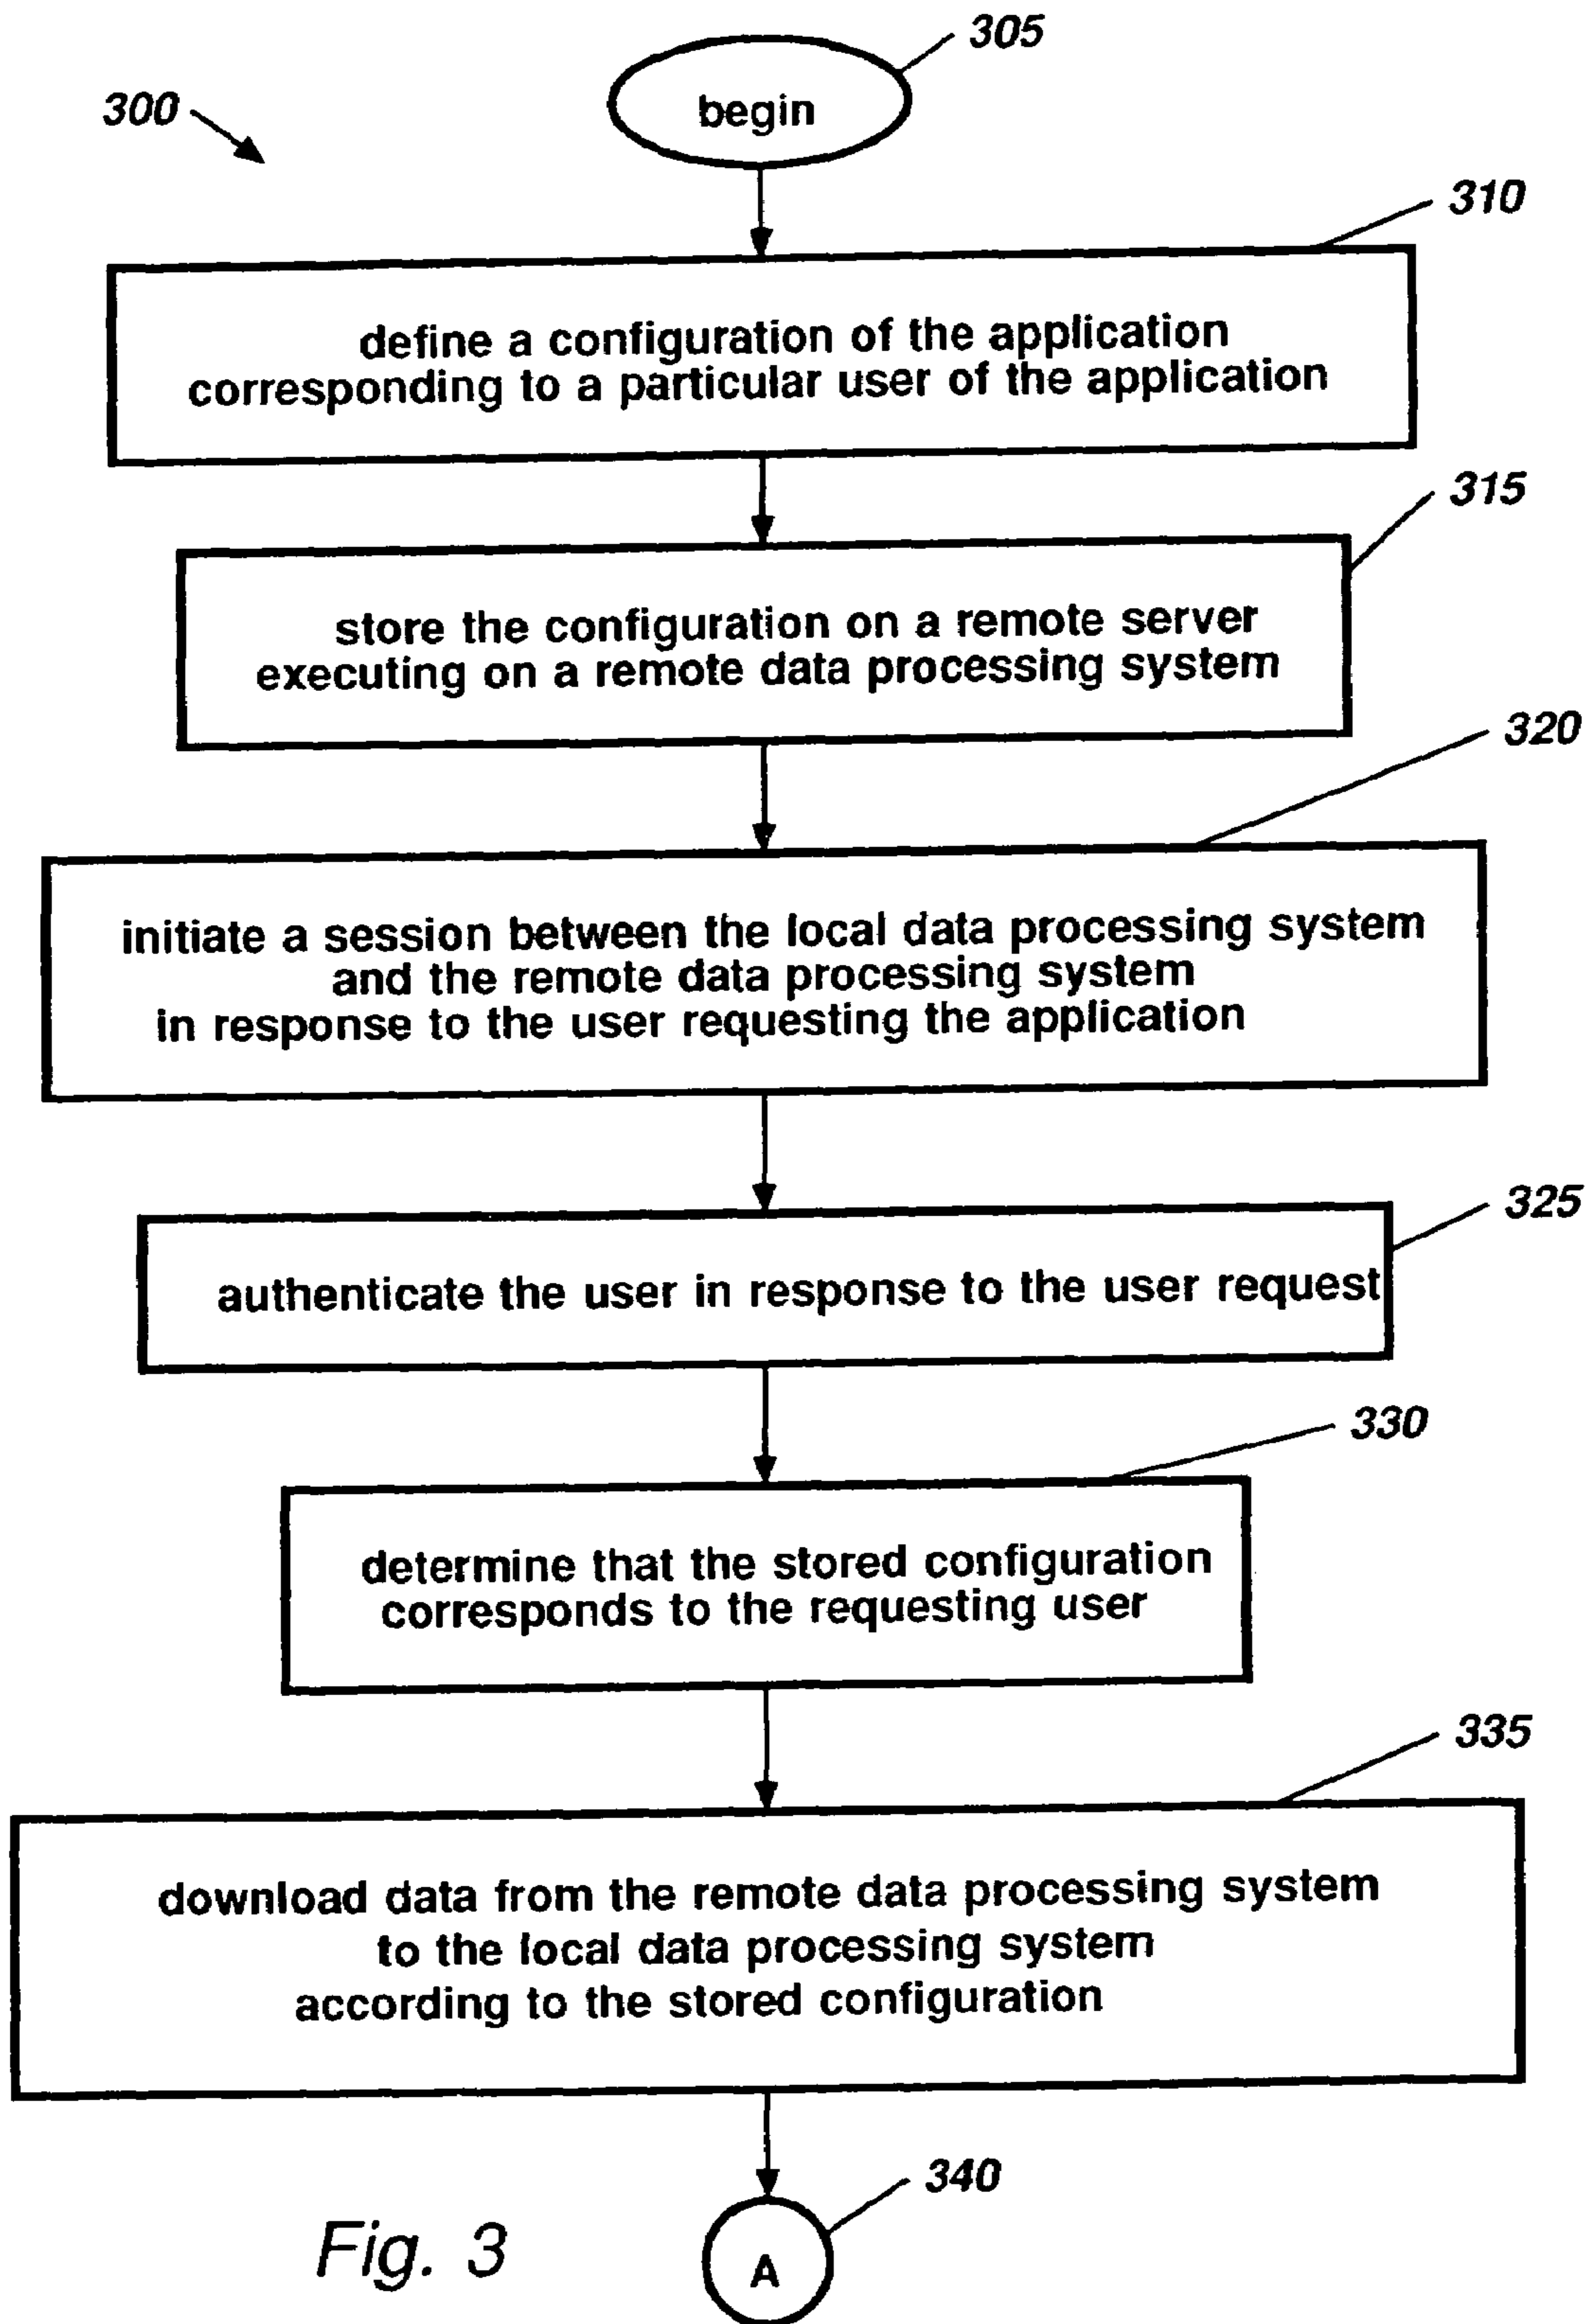 305
begin
300
310
define a configuration of the application
corresponding to a particular user of the application
315
store the configuration on a remote server
executing on a remote data processing system
320
initiate a session between the local data processing system
and the remote data processing system
in response to the user requesting the application
325
authenticate the user in response to the user request
330
determine that the stored configuration
corresponds to the requesting user
335
download data from the remote data processing system
to the local data processing system
according to the stored configuration
340
A
Fig. 3